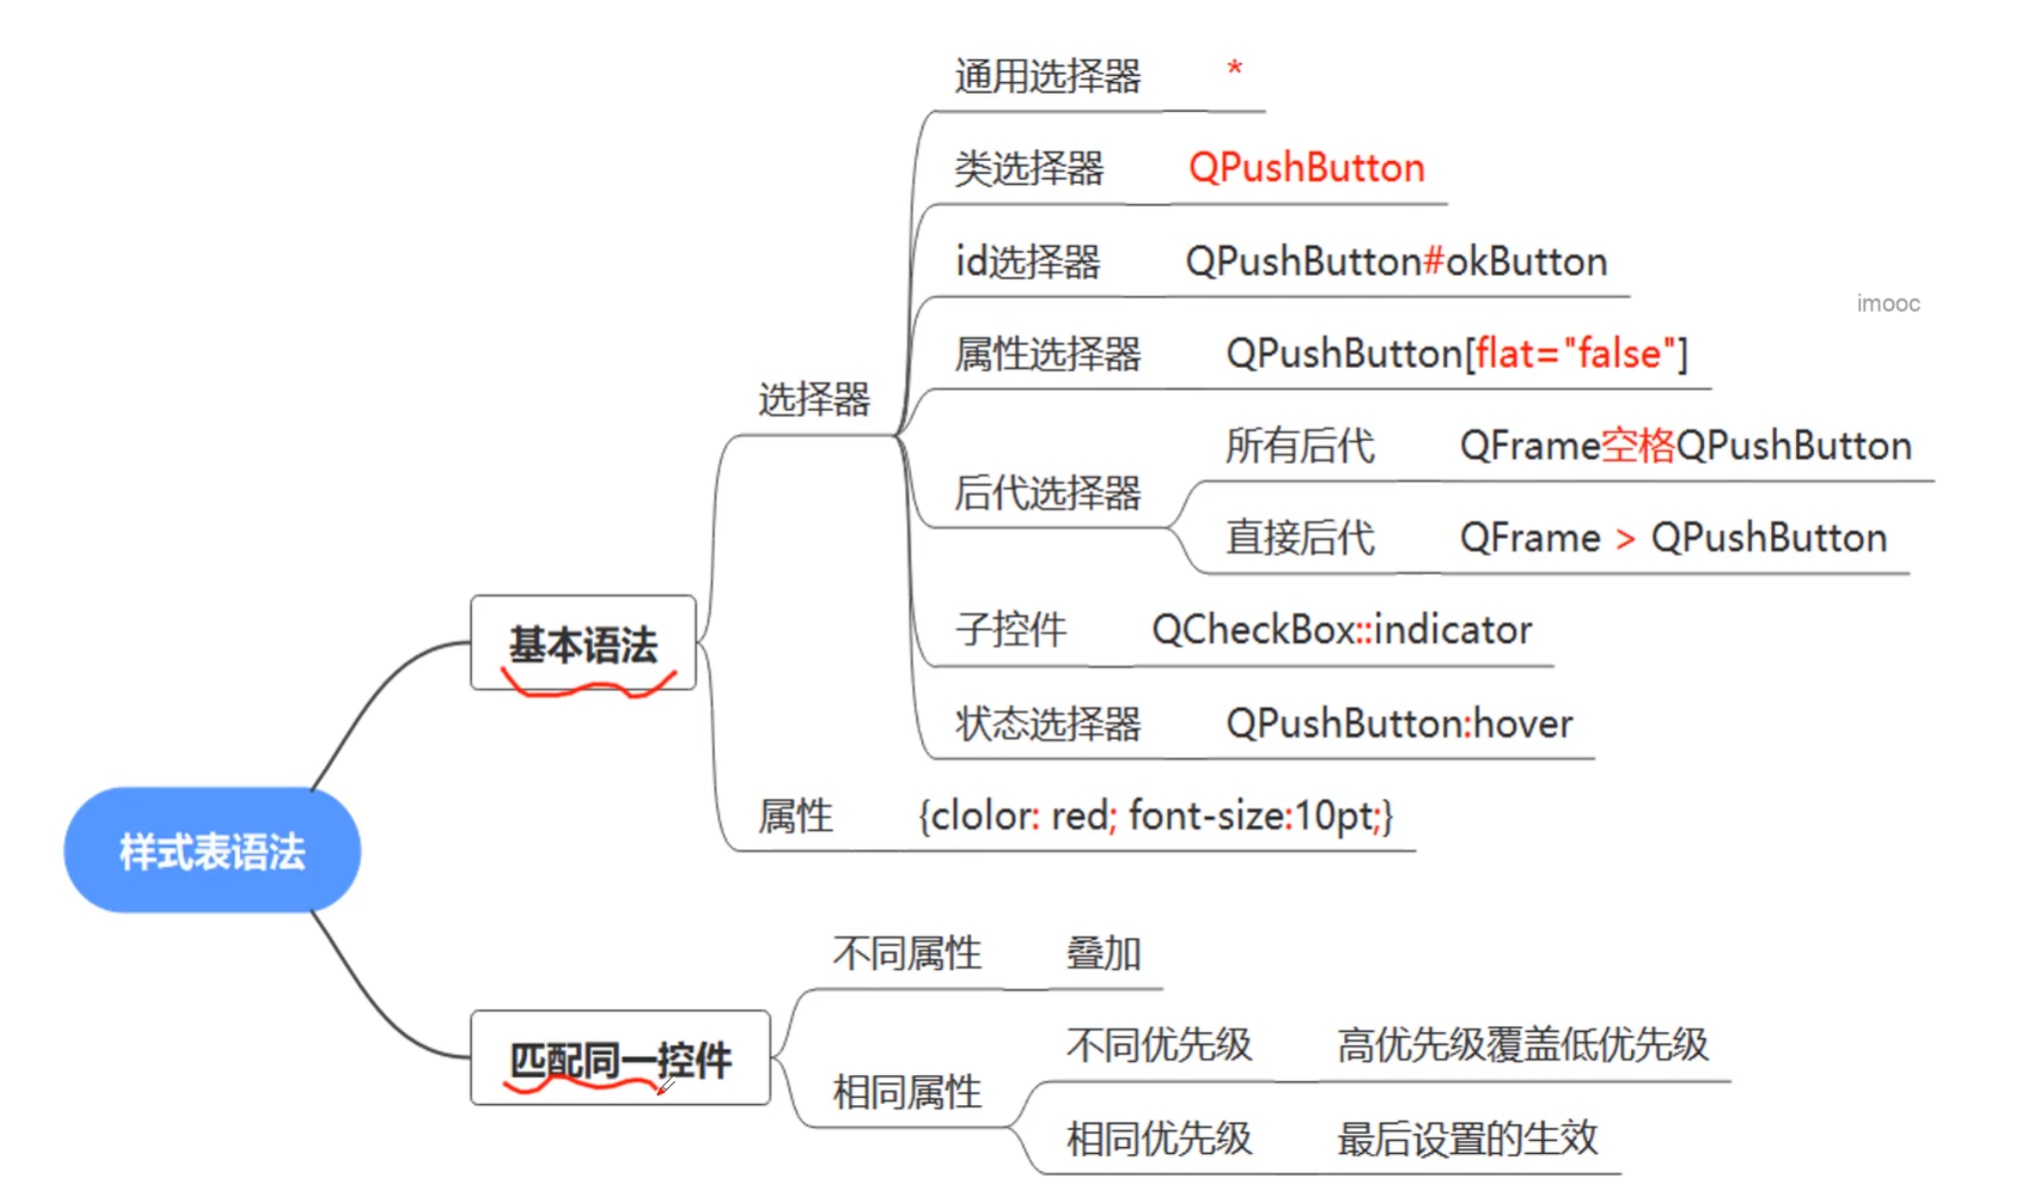 通用选择器 *
类选择器 QPushButton
id选择器 QPushButton#okButton
imooc
属性选择器 QPushButton[flat="false"]
选择器
所有后代 QFrame空格QPushButton
后代选择器
直接后代 QFrame > QPushButton
子控件 QCheckBox::indicator
基本语法
状态选择器 QPushButton:hover
属性 {clolor: red; font-size:10pt;}
样式表语法
不同属性 叠加
匹配同一控件
不同优先级 高优先级覆盖低优先级
相同属性
相同优先级 最后设置的生效